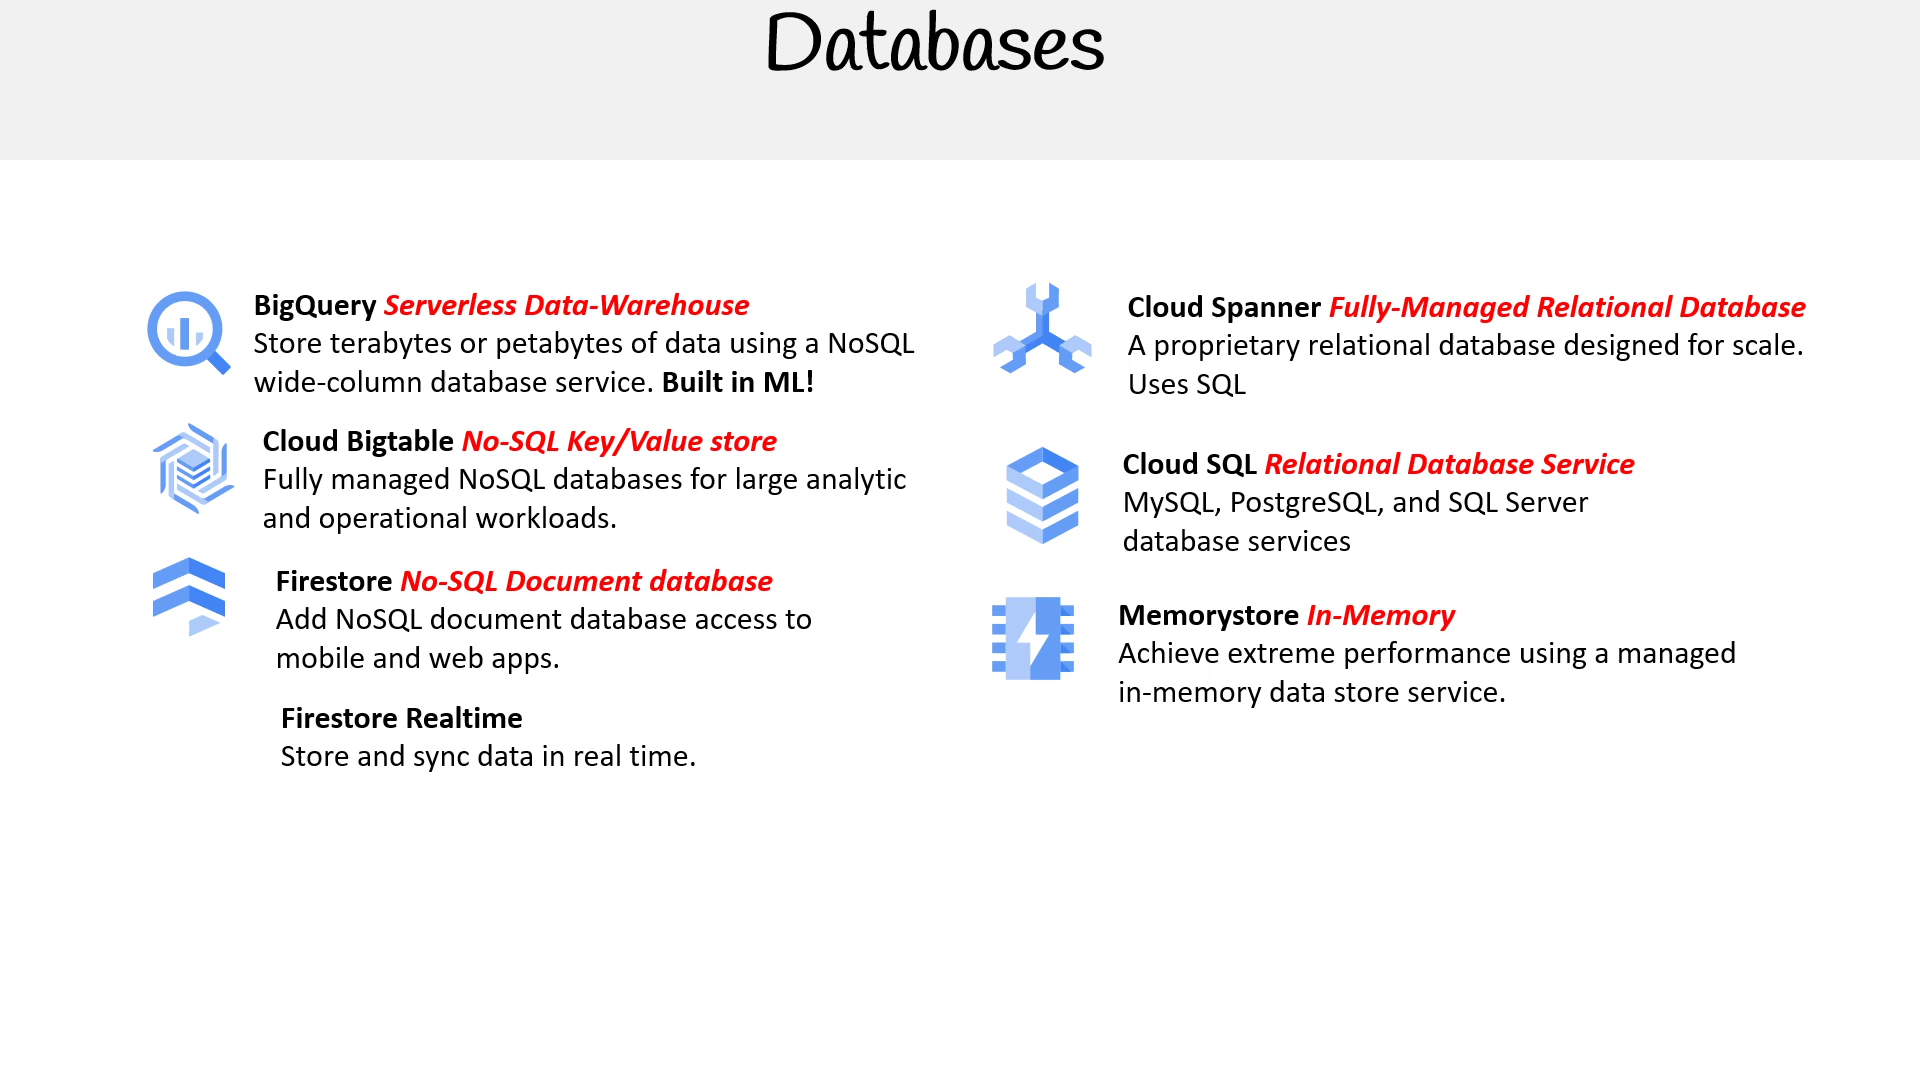 Databases
BigQuery Serverless Data-Warehouse
Store terabytes or petabytes of data using a NoSQL
wide-column database service. Built in ML!
Cloud Bigtable No-SQL Key/Value store
Fully managed NoSQL databases for large analytic
and operational workloads.
Firestore No-SQL Document database
Add NoSQL document database access to
mobile and web apps.
Firestore Realtime
Store and sync data in real time.
Cloud Spanner Fully-Managed Relational Database
A proprietary relational database designed for scale.
Uses SQL
Cloud SQL Relational Database Service
MySQL, PostgreSQL, and SQL Server
database services
Memorystore In-Memory
Achieve extreme performance using a managed
in-memory data store service.